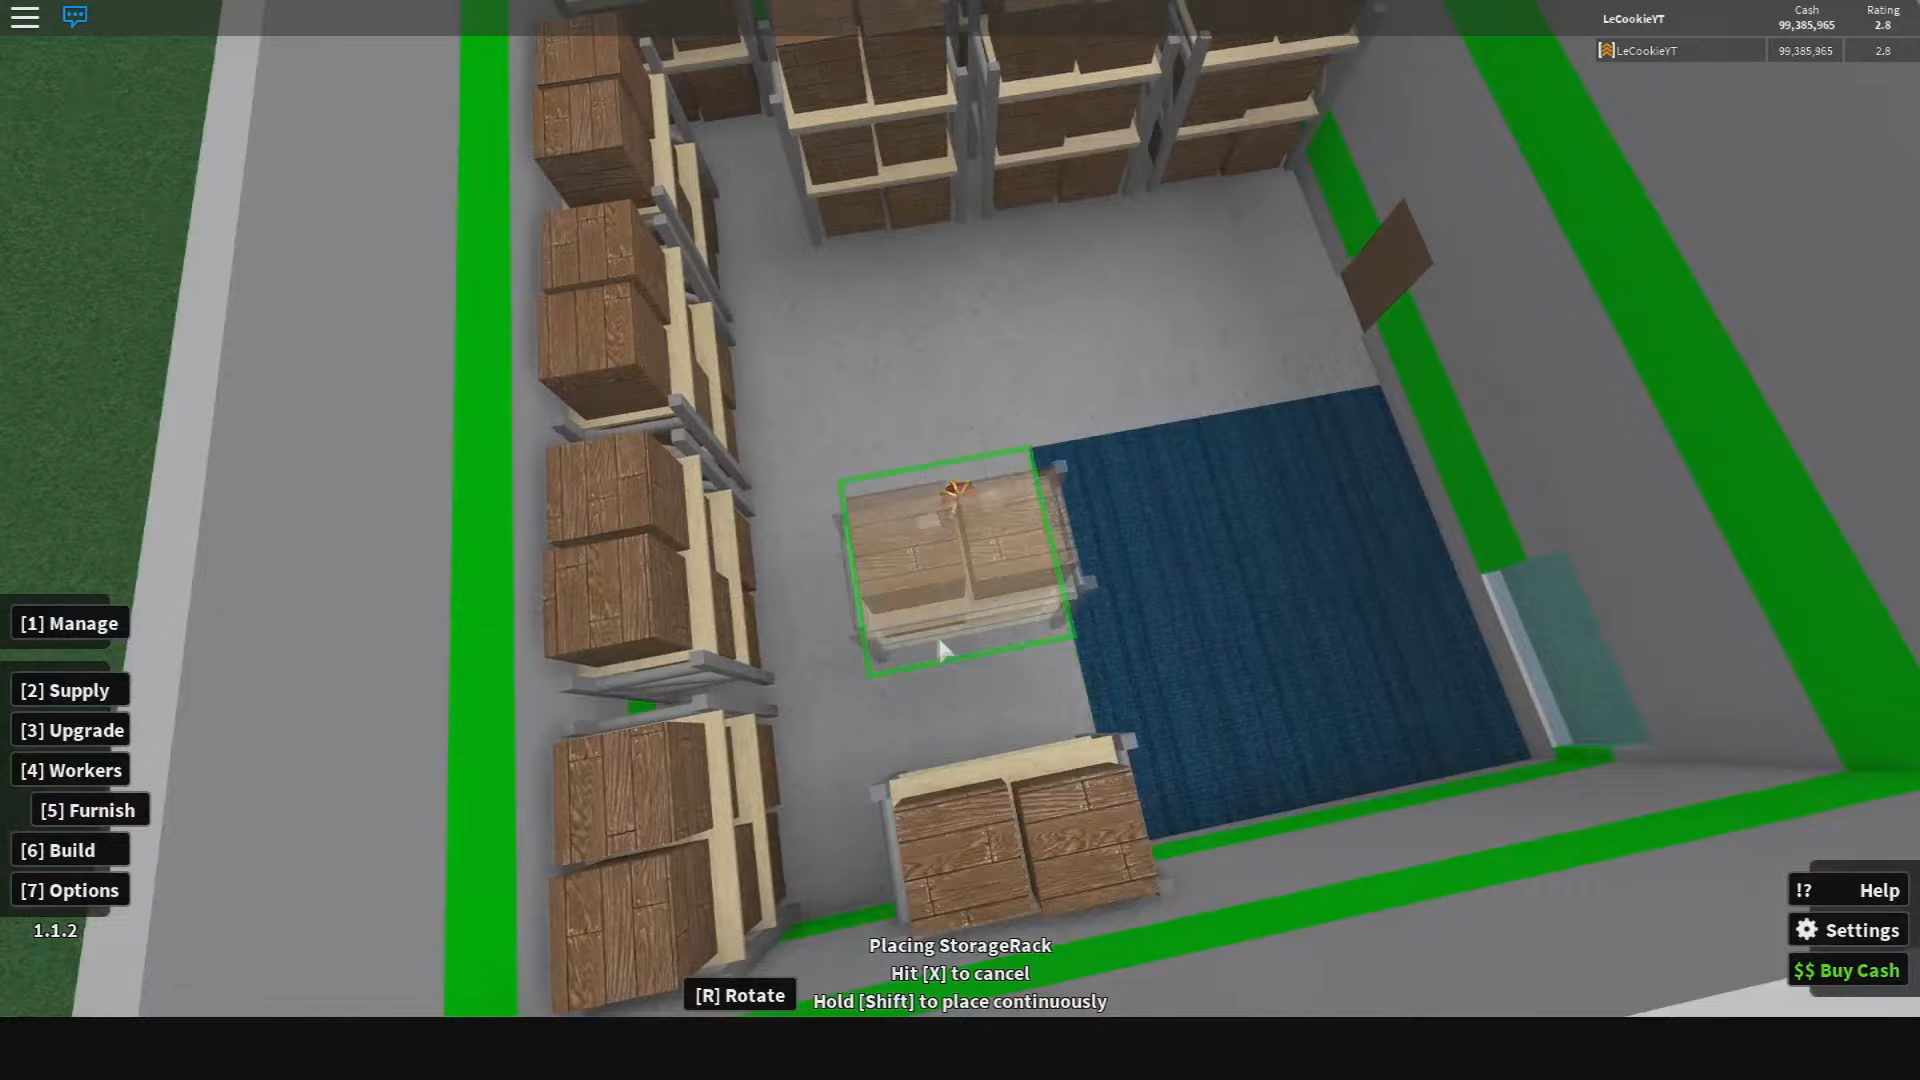 LeCookieYT
Cash
99,385,965
Rating
2.8
LeCookieYT 99,385,965 2.8
[1] Manage
[2] Supply
[3] Upgrade
[4] Workers
[5] Furnish
[6] Build
[7] Options
1.1.2
Placing StorageRack
Hit [X] to cancel
[R] Rotate
Hold [Shift] to place continuously
!? Help
Settings
$$ Buy Cash